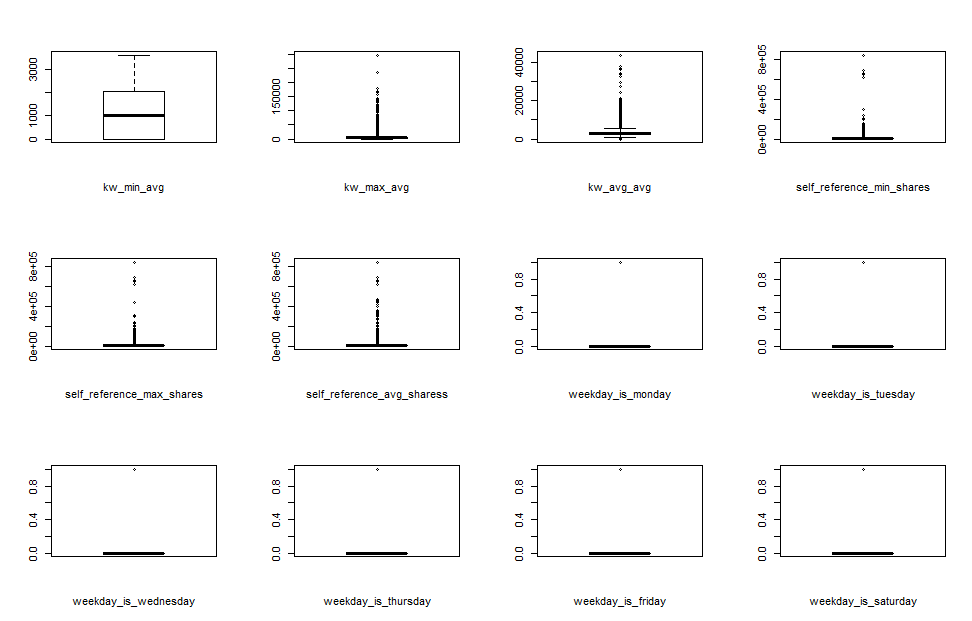 0 1000 3000
kw_min_avg
0 150000
kw_max_avg
0 20000 40000
kw_avg_avg
0e+00 4e+05 8e+05
self_reference_min_shares
0e+00 4e+05 8e+05
self_reference_max_shares
0e+00 4e+05 8e+05
self_reference_avg_sharess
0.0 0.4 0.8
weekday_is_monday
0.0 0.4 0.8
weekday_is_tuesday
0.0 0.4 0.8
weekday_is_wednesday
0.0 0.4 0.8
weekday_is_thursday
0.0 0.4 0.8
weekday_is_friday
0.0 0.4 0.8
weekday_is_saturday